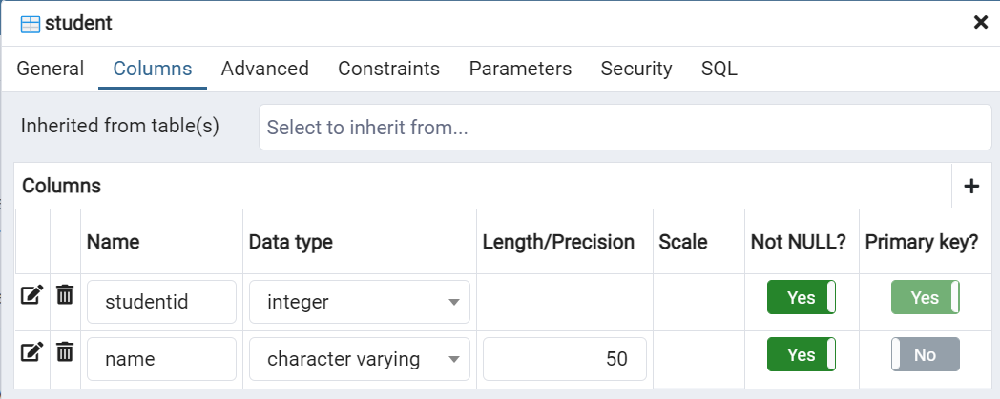 student
General Columns Advanced Constraints Parameters Security SQL
Inherited from table(s) Select to inherit from...
Columns
Name Data type Length/Precision Scale Not NULL? Primary key?
studentid integer Yes Yes
name character varying 50 Yes No